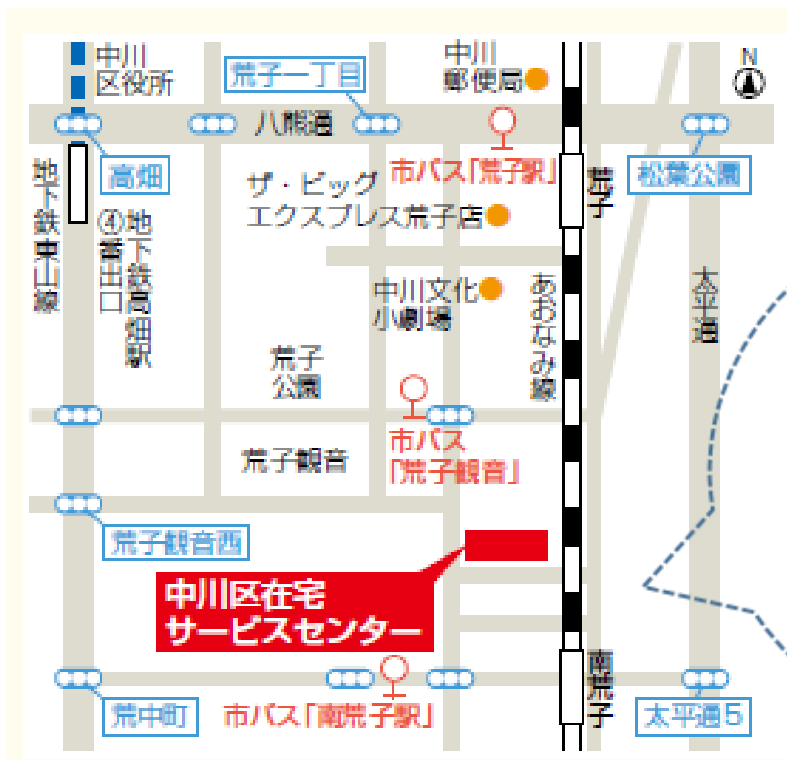 中川
区役所
荒子一丁目
中川
郵便局
N
八熊通
高畑
市バス「荒子駅」
荒子
松葉公園
ザ・ビッグ
エクスプレス荒子店
地下鉄東山線
地下鉄高畑駅
④番出口
中川文化
小劇場
あおなみ線
太平通
荒子
公園
市バス
「荒子観音」
荒子観音
荒子観音西
中川区在宅
サービスセンター
南荒子
荒中町
市バス「南荒子駅」
太平通5